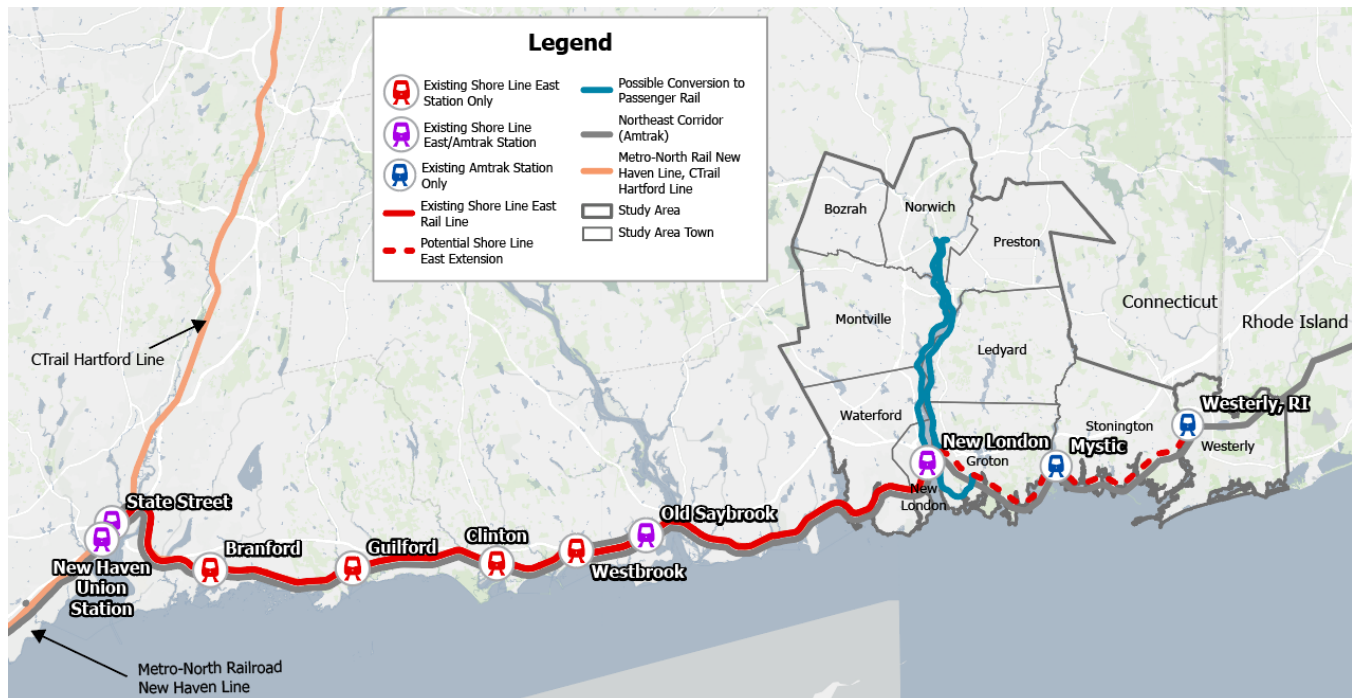 Legend
Existing Shore Line East
Station Only
Existing Shore Line
East/Amtrak Station
Existing Amtrak Station
Only
Existing Shore Line East
Rail Line
Potential Shore Line
East Extension
Possible Conversion to
Passenger Rail
Northeast Corridor
(Amtrak)
Metro-North Rail New
Haven Line, CTrail
Hartford Line
Study Area
Study Area Town
Bozrah
Norwich
Preston
Connecticut
Rhode Island
Montville
Ledyard
CTrail Hartford Line
Waterford
Westerly, RI
Stonington
Westerly
New London
Mystic
Groton
New
London
State Street
Old Saybrook
Clinton
Guilford
Branford
Westbrook
New Haven
Union
Station
Metro-North Railroad
New Haven Line